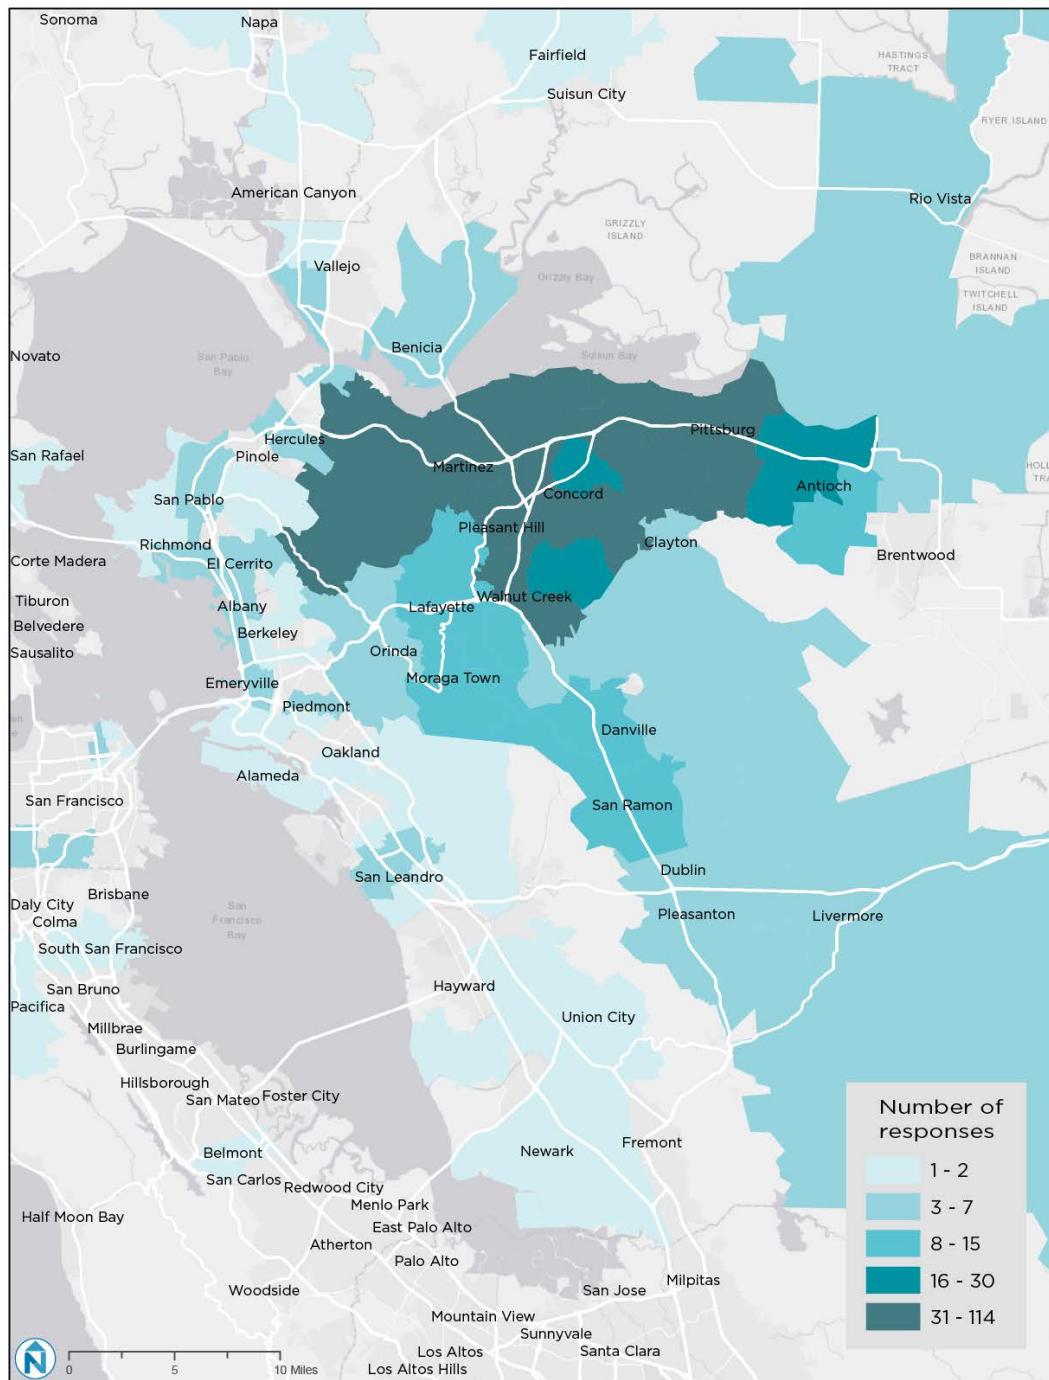 Sonoma
Napa
Fairfield
HASTINGS
TRACT
Suisun City
RYER ISLAND
American Canyon
Rio Vista
GRIZZLY
ISLAND
Vallejo
BRANNAN
ISLAND
Grizzly Bay
TWITCHELL
ISLAND
Novato
San Pablo
Bay
Benicia
Suisun Bay
Hercules
Pittsburg
San Rafael
Pinole
Martinez
San Pablo
Concord
Antioch
Pleasant Hill
Richmond
Clayton
Corte Madera
El Cerrito
Brentwood
Tiburon
Albany
Lafayette
Walnut Creek
Belvedere
Berkeley
Sausalito
Orinda
Emeryville
Moraga Town
Piedmont
Danville
Oakland
Alameda
San Francisco
San Ramon
San Leandro
Dublin
Brisbane
Daly City
Colma
San
Francisco
Bay
Pleasanton
Livermore
South San Francisco
San Bruno
Hayward
Pacifica
Union City
Millbrae
Burlingame
Hillsborough
San Mateo
Foster City
Number of
responses
Belmont
Newark
Fremont
1 - 2
San Carlos
Redwood City
Menlo Park
3 - 7
Half Moon Bay
East Palo Alto
Atherton
8 - 15
Palo Alto
Woodside
San Jose
Milpitas
16 - 30
Mountain View
31 - 114
Sunnyvale
Los Altos
Santa Clara
Los Altos Hills
N
0 5 10 Miles